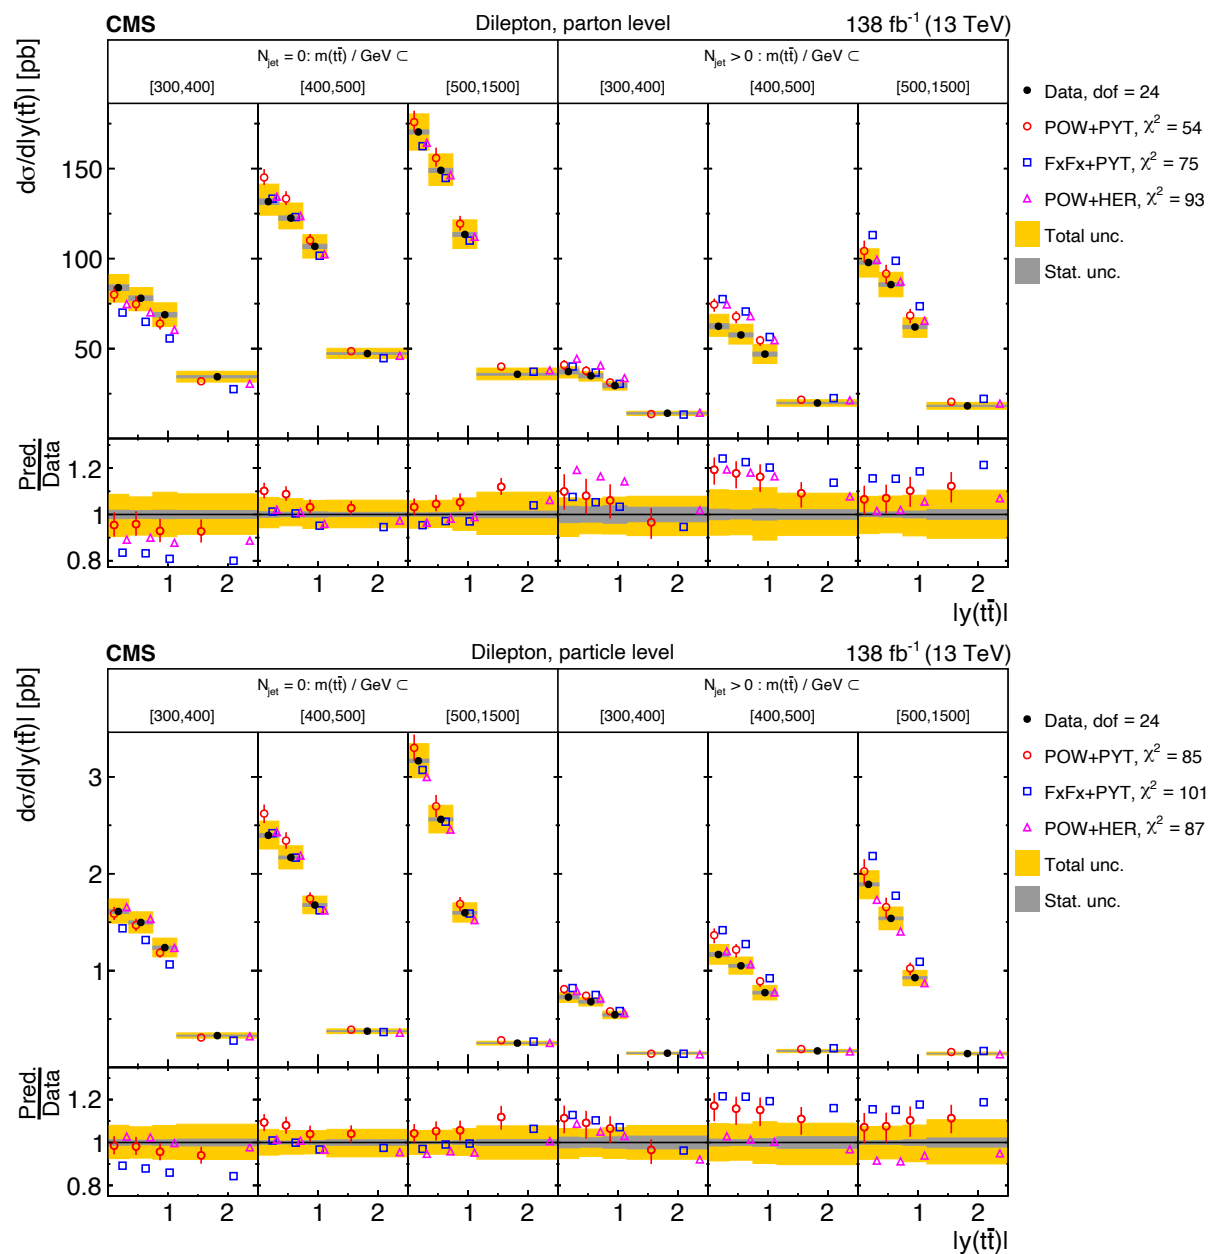 CMS Dilepton, parton level 138 fb⁻¹ (13 TeV)
dσ/dly(tt̄)l [pb]
N_jet = 0: m(tt̄) / GeV ⊂ N_jet > 0 : m(tt̄) / GeV ⊂
[300,400] [400,500] [500,1500] [300,400] [400,500] [500,1500]
Data, dof = 24
POW+PYT, χ² = 54
FxFx+PYT, χ² = 75
POW+HER, χ² = 93
Total unc.
Stat. unc.
150
100
50
Pred.
Data
1.2
1
0.8
1 2 1 2 1 2 1 2 1 2 1 2
ly(tt̄)l
CMS Dilepton, particle level 138 fb⁻¹ (13 TeV)
dσ/dly(tt̄)l [pb]
N_jet = 0: m(tt̄) / GeV ⊂ N_jet > 0 : m(tt̄) / GeV ⊂
[300,400] [400,500] [500,1500] [300,400] [400,500] [500,1500]
Data, dof = 24
POW+PYT, χ² = 85
FxFx+PYT, χ² = 101
POW+HER, χ² = 87
Total unc.
Stat. unc.
3
2
1
Pred.
Data
1.2
1
0.8
1 2 1 2 1 2 1 2 1 2 1 2
ly(tt̄)l